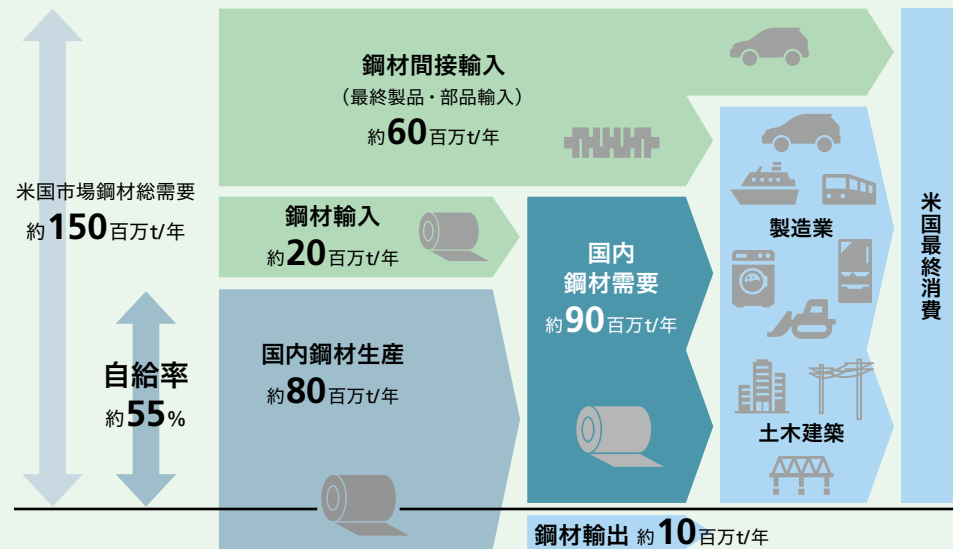 鋼材間接輸入
（最終製品・部品輸入）
約60百万t/年
米国市場鋼材総需要
約150百万t/年
鋼材輸入
約20百万t/年
国内
鋼材需要
約90百万t/年
製造業
米国最終消費
自給率
約55%
国内鋼材生産
約80百万t/年
土木建築
鋼材輸出 約10百万t/年